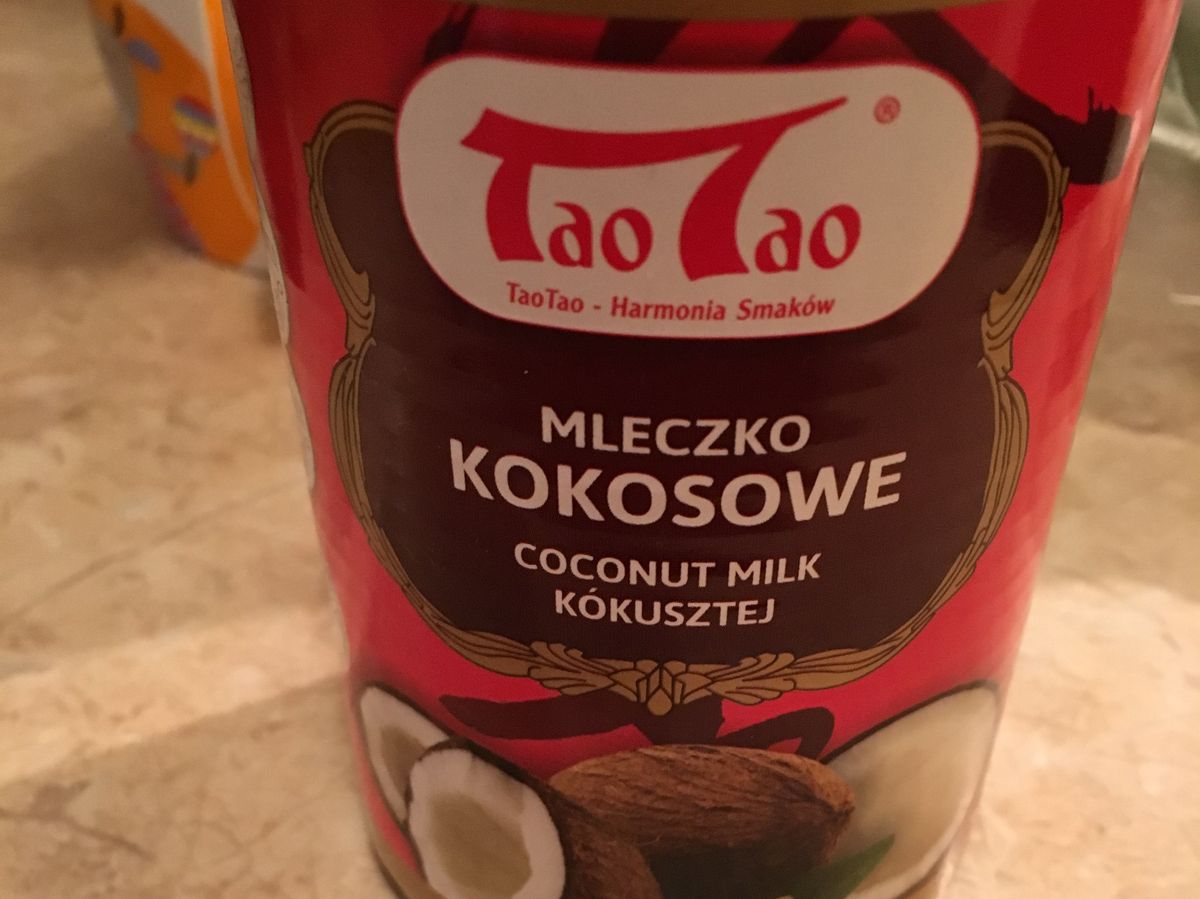 TaoTao ®
TaoTao - Harmonia Smaków
MLECZKO
KOKOSOWE
COCONUT MILK
KÓKUSZTEJ